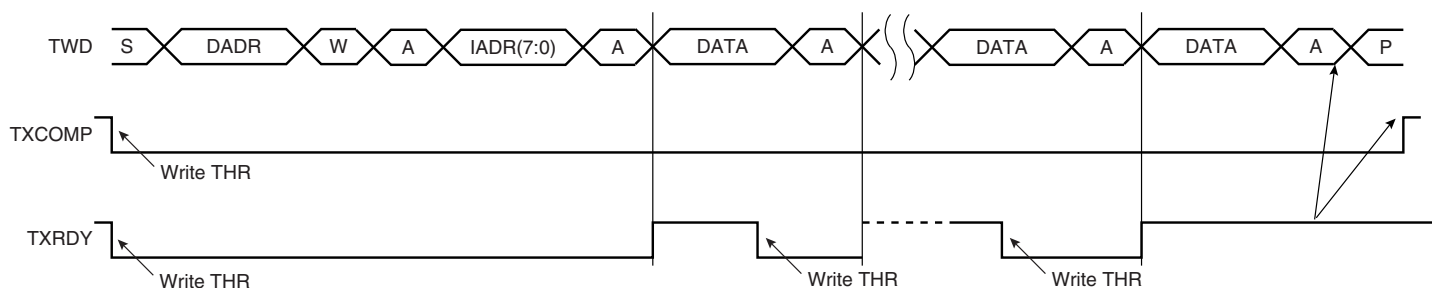 TWD S DADR W A IADR(7:0) A DATA A DATA A DATA A P
TXCOMP
Write THR
TXRDY
Write THR Write THR Write THR